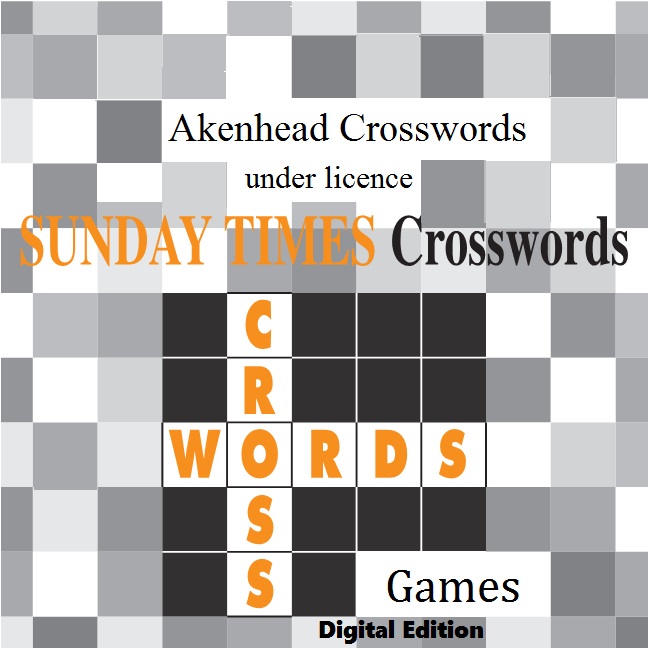 Akenhead Crosswords
under licence
SUNDAY TIMES Crosswords
C
R
WORDS
S
S
Games
Digital Edition